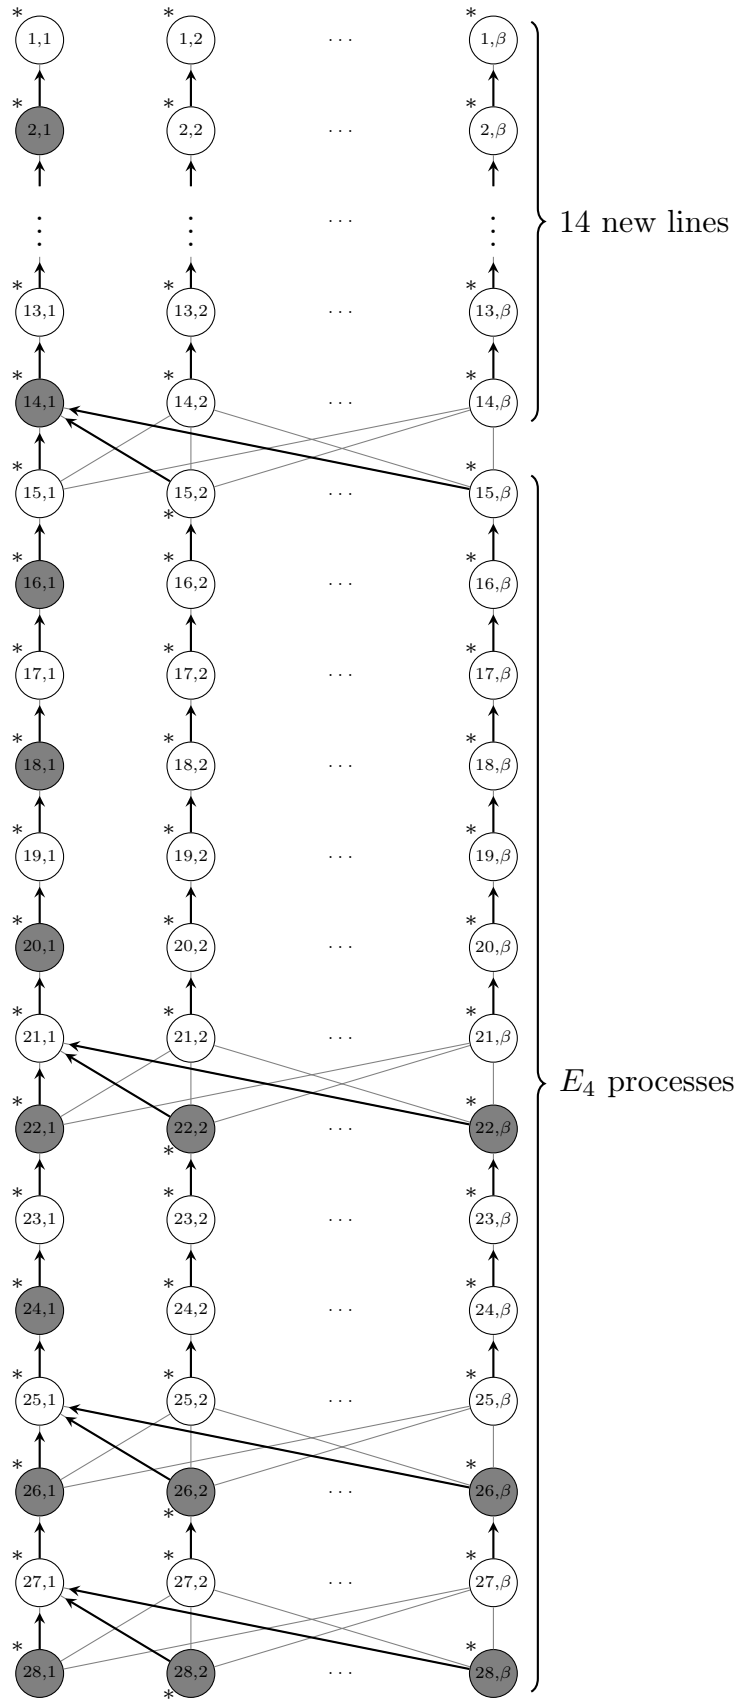 * * *
1,1 1,2 ... 1,β
* * *
2,1 2,2 ... 2,β
⋮ ⋮ ... ⋮ 14 new lines
* * *
13,1 13,2 ... 13,β
* * *
14,1 14,2 ... 14,β
* *
15,1 15,2 ... 15,β
*
* * *
16,1 16,2 ... 16,β
* * *
17,1 17,2 ... 17,β
* * *
18,1 18,2 ... 18,β
* * *
19,1 19,2 ... 19,β
* * *
20,1 20,2 ... 20,β
* * *
21,1 21,2 ... 21,β
E₄ processes
* *
22,1 22,2 ... 22,β
*
* * *
23,1 23,2 ... 23,β
* * *
24,1 24,2 ... 24,β
* * *
25,1 25,2 ... 25,β
* *
26,1 26,2 ... 26,β
*
* * *
27,1 27,2 ... 27,β
* *
28,1 28,2 ... 28,β
*